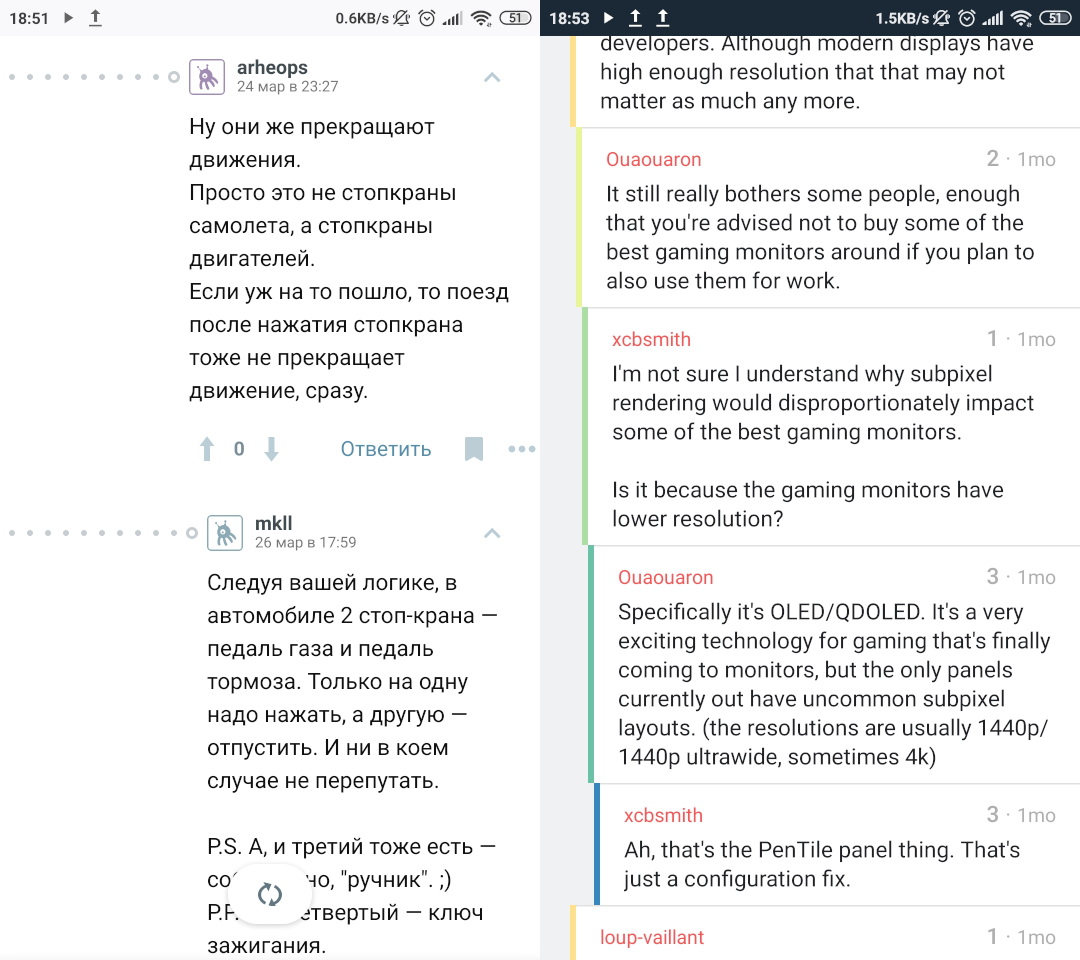 18:51
0.6KB/s
51
arheops
24 мар в 23:27
Ну они же прекращают
движения.
Просто это не стопкраны
самолета, а стопкраны
двигателей.
Если уж на то пошло, то поезд
после нажатия стопкрана
тоже не прекращает
движение, сразу.
0
Ответить
mkll
26 мар в 17:59
Следуя вашей логике, в
автомобиле 2 стоп-крана —
педаль газа и педаль
тормоза. Только на одну
надо нажать, а другую —
отпустить. И ни в коем
случае не перепутать.
P.S. А, и третий тоже есть —
"ручник". ;)
— ключ
зажигания.
18:53
1.5KB/s
51
developers. Although modern displays have
high enough resolution that that may not
matter as much any more.
Ouaouaron
2 · 1mo
It still really bothers some people, enough
that you're advised not to buy some of the
best gaming monitors around if you plan to
also use them for work.
xcbsmith
1 · 1mo
I'm not sure I understand why subpixel
rendering would disproportionately impact
some of the best gaming monitors.
Is it because the gaming monitors have
lower resolution?
Ouaouaron
3 · 1mo
Specifically it's OLED/QDOLED. It's a very
exciting technology for gaming that's finally
coming to monitors, but the only panels
currently out have uncommon subpixel
layouts. (the resolutions are usually 1440p/
1440p ultrawide, sometimes 4k)
xcbsmith
3 · 1mo
Ah, that's the PenTile panel thing. That's
just a configuration fix.
loup-vaillant
1 · 1mo